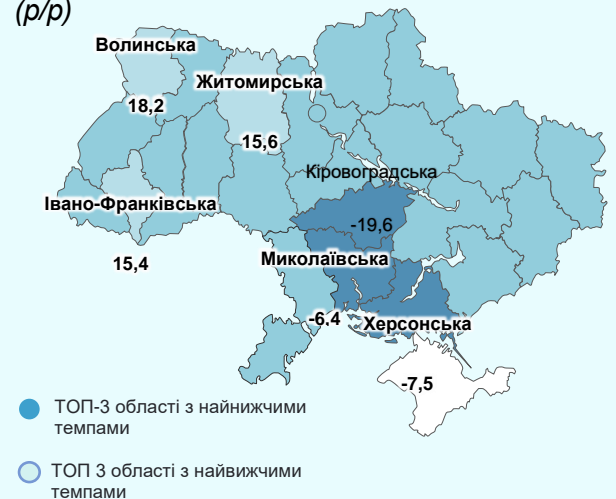 (р/р)
Волинська
Житомирська
18,2
15,6
Кіровоградська
Івано-Франківська
-19,6
Миколаївська
15,4
-6,4
Херсонська
-7,5
ТОП-3 області з найнижчими
темпами
ТОП 3 області з найвижчими
темпами